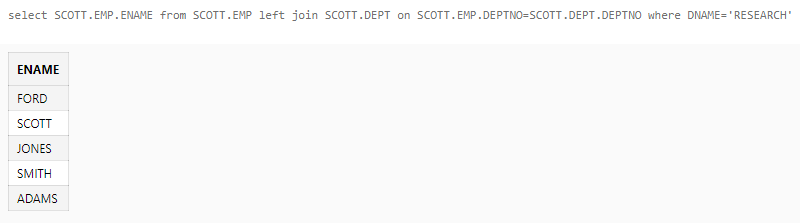 select SCOTT.EMP.ENAME from SCOTT.EMP left join SCOTT.DEPT on SCOTT.EMP.DEPTNO=SCOTT.DEPT.DEPTNO where DNAME='RESEARCH'
ENAME
FORD
SCOTT
JONES
SMITH
ADAMS